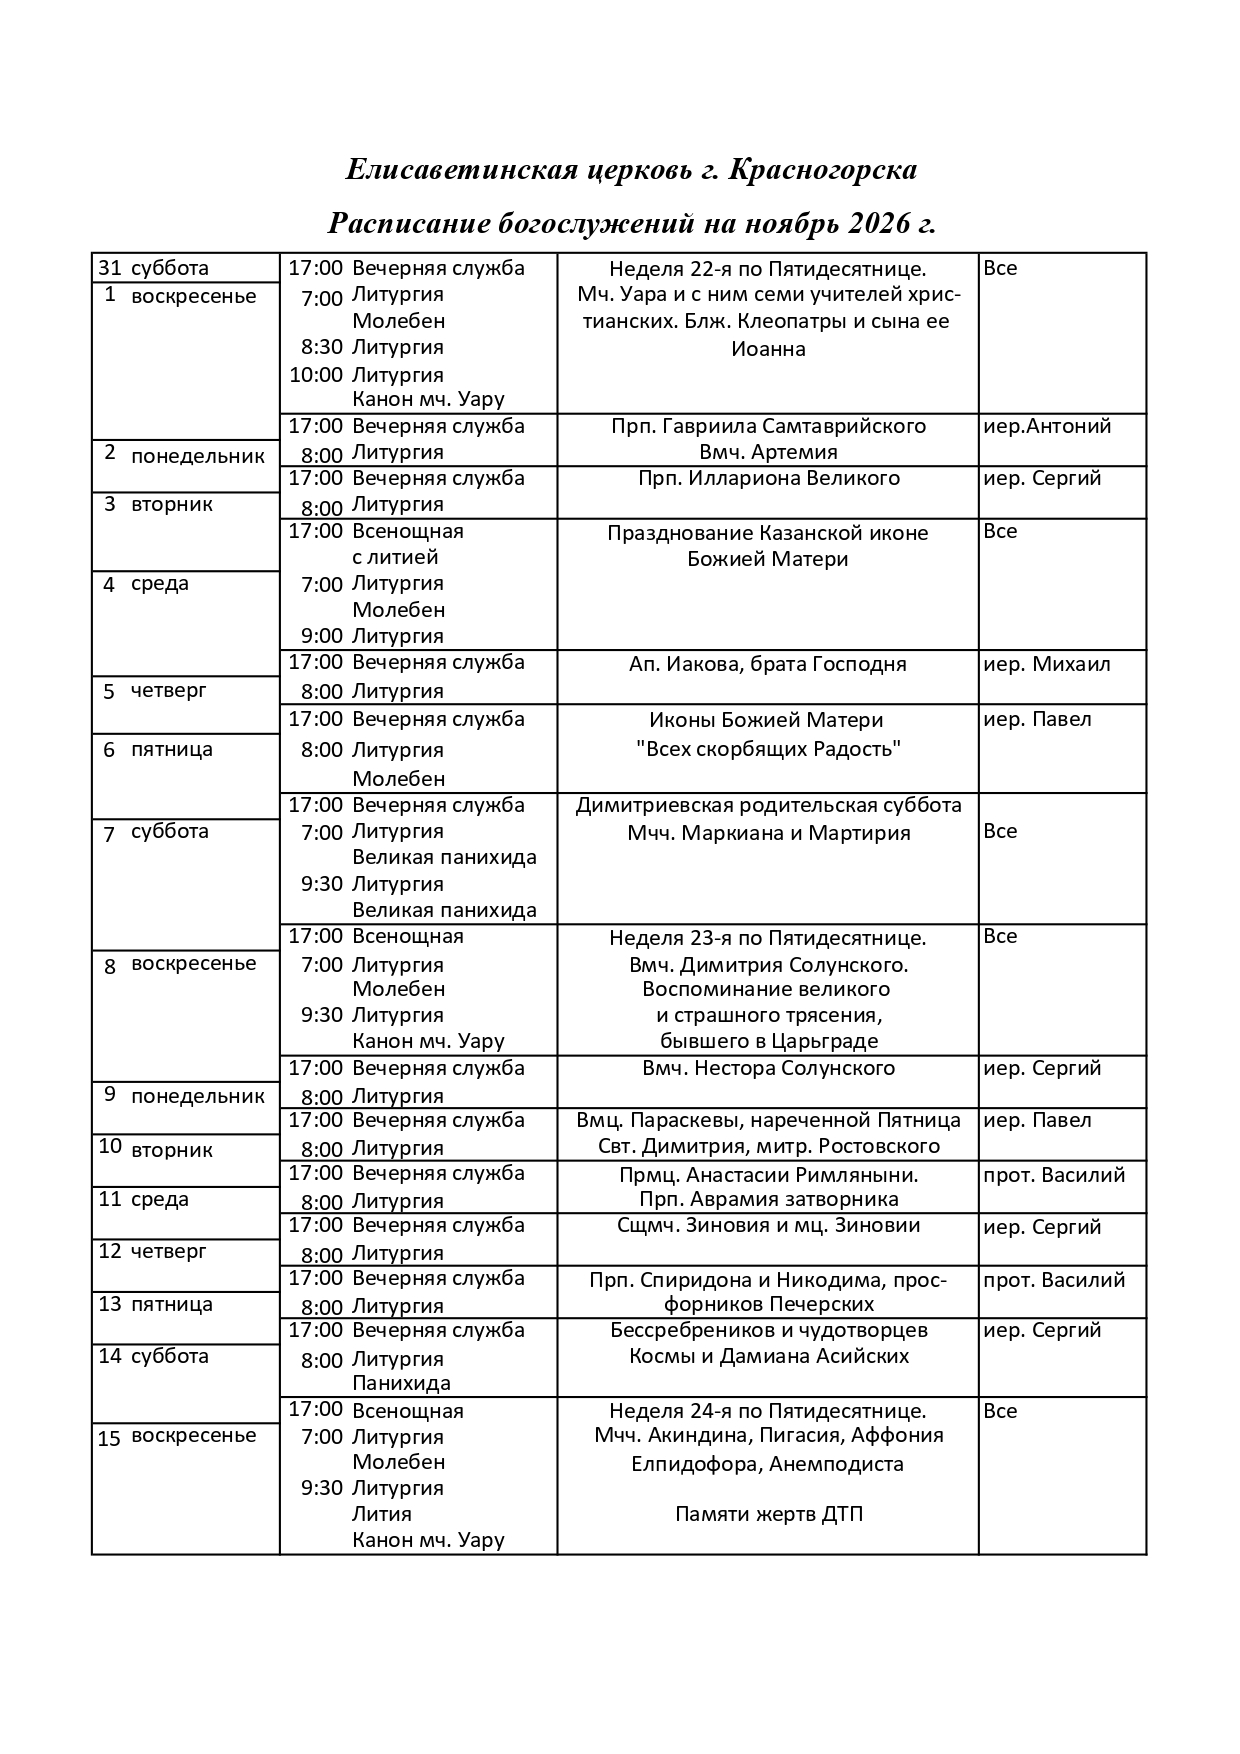 Елисаветинская церковь г. Красногорска
Расписание богослужений на ноябрь 2026 г.
31 суббота 17:00 Вечерняя служба Неделя 22-я по Пятидесятнице. Все
1 воскресенье 7:00 Литургия Мч. Уара и с ним семи учителей хрис-
Молебен тианских. Блж. Клеопатры и сына ее
8:30 Литургия Иоанна
10:00 Литургия
Канон мч. Уару
17:00 Вечерняя служба Прп. Гавриила Самтаврийского иер.Антоний
2 понедельник 8:00 Литургия Вмч. Артемия
17:00 Вечерняя служба Прп. Иллариона Великого иер. Сергий
3 вторник 8:00 Литургия
17:00 Всенощная Празднование Казанской иконе Все
с литией Божией Матери
4 среда 7:00 Литургия
Молебен
9:00 Литургия
17:00 Вечерняя служба Ап. Иакова, брата Господня иер. Михаил
5 четверг 8:00 Литургия
17:00 Вечерняя служба Иконы Божией Матери иер. Павел
6 пятница 8:00 Литургия "Всех скорбящих Радость"
Молебен
17:00 Вечерняя служба Димитриевская родительская суббота
7 суббота 7:00 Литургия Мчч. Маркиана и Мартирия Все
Великая панихида
9:30 Литургия
Великая панихида
17:00 Всенощная Неделя 23-я по Пятидесятнице. Все
8 воскресенье 7:00 Литургия Вмч. Димитрия Солунского.
Молебен Воспоминание великого
9:30 Литургия и страшного трясения,
Канон мч. Уару бывшего в Царьграде
17:00 Вечерняя служба Вмч. Нестора Солунского иер. Сергий
9 понедельник 8:00 Литургия
17:00 Вечерняя служба Вмц. Параскевы, нареченной Пятница иер. Павел
10 вторник 8:00 Литургия Свт. Димитрия, митр. Ростовского
17:00 Вечерняя служба Прмц. Анастасии Римляныни. прот. Василий
11 среда 8:00 Литургия Прп. Аврамия затворника
17:00 Вечерняя служба Сщмч. Зиновия и мц. Зиновии иер. Сергий
12 четверг 8:00 Литургия
17:00 Вечерняя служба Прп. Спиридона и Никодима, прос- прот. Василий
13 пятница 8:00 Литургия форников Печерских
17:00 Вечерняя служба Бессребреников и чудотворцев иер. Сергий
14 суббота 8:00 Литургия Космы и Дамиана Асийских
Панихида
17:00 Всенощная Неделя 24-я по Пятидесятнице. Все
15 воскресенье 7:00 Литургия Мчч. Акиндина, Пигасия, Аффония
Молебен Елпидофора, Анемподиста
9:30 Литургия
Лития Памяти жертв ДТП
Канон мч. Уару